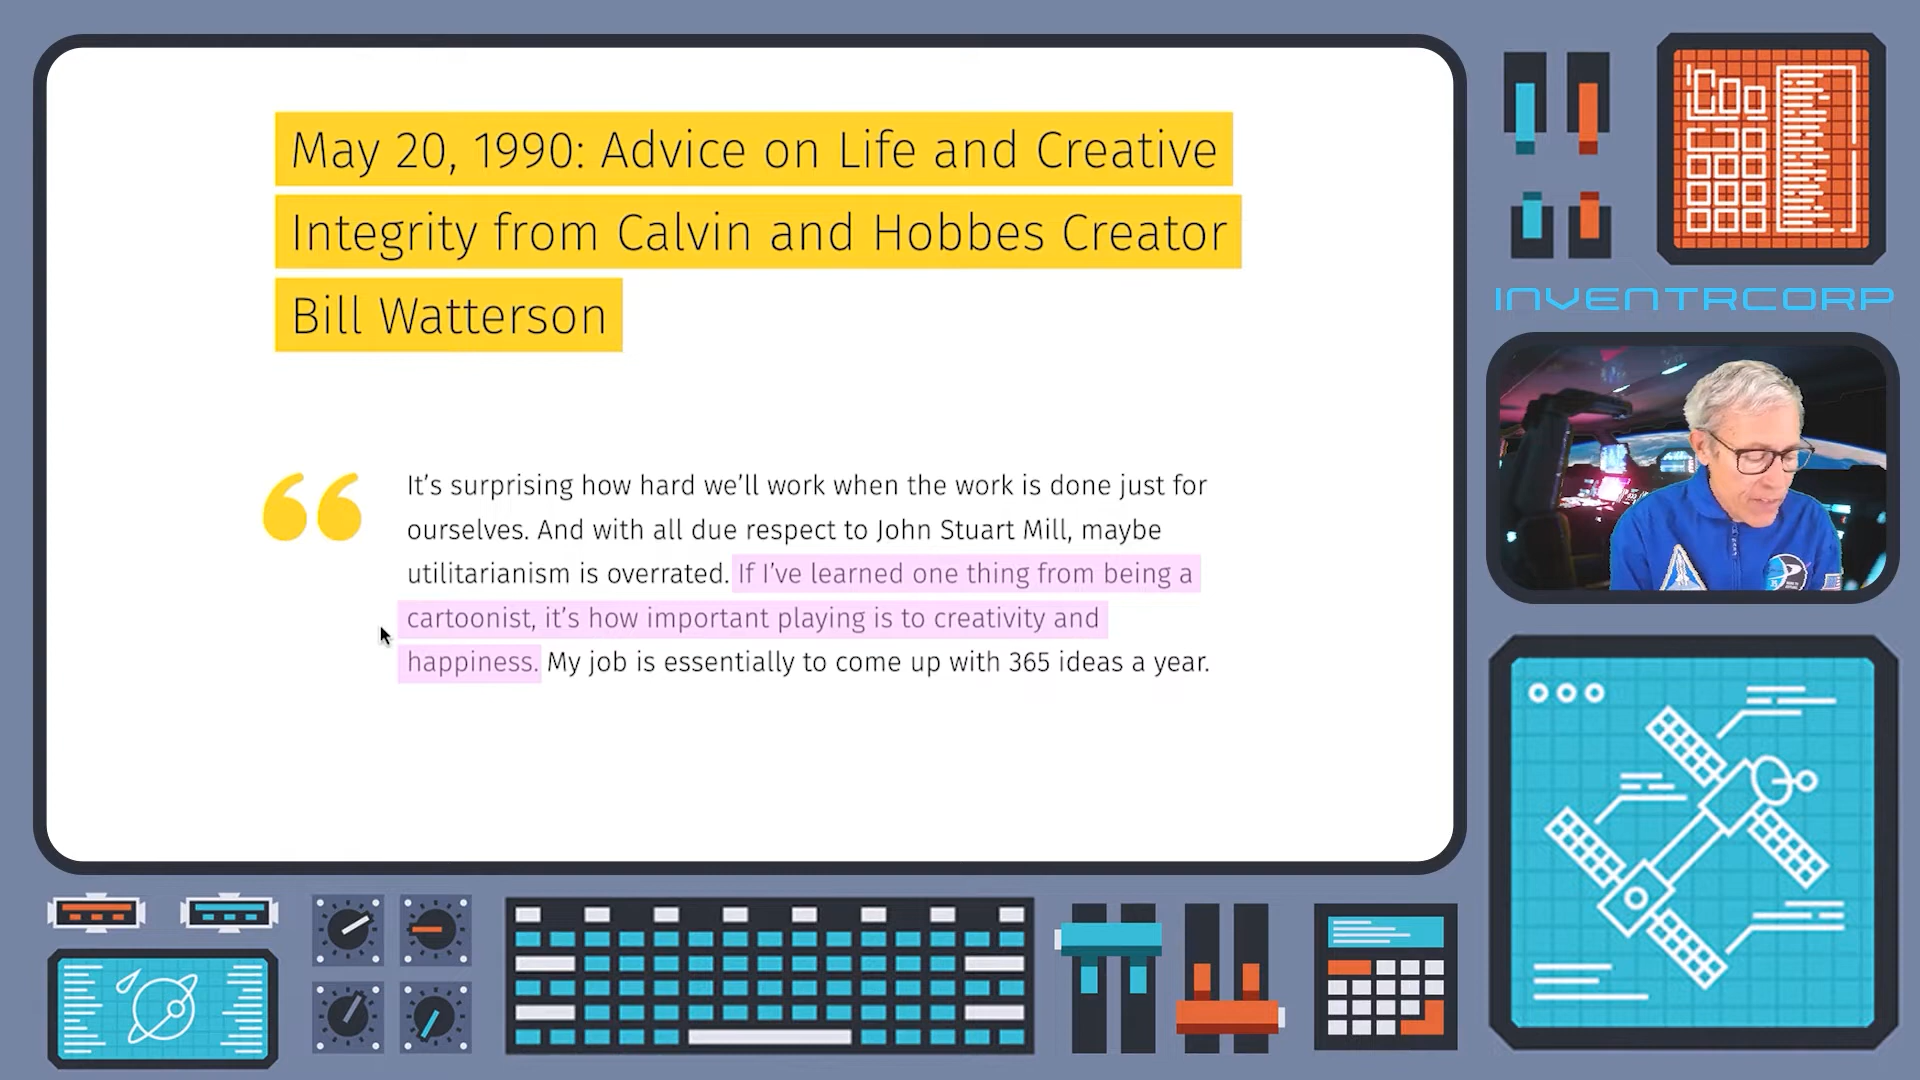 May 20, 1990: Advice on Life and Creative
Integrity from Calvin and Hobbes Creator
Bill Watterson
It’s surprising how hard we’ll work when the work is done just for
ourselves. And with all due respect to John Stuart Mill, maybe
utilitarianism is overrated. If I’ve learned one thing from being a
cartoonist, it’s how important playing is to creativity and
happiness. My job is essentially to come up with 365 ideas a year.
INVENTRCORP